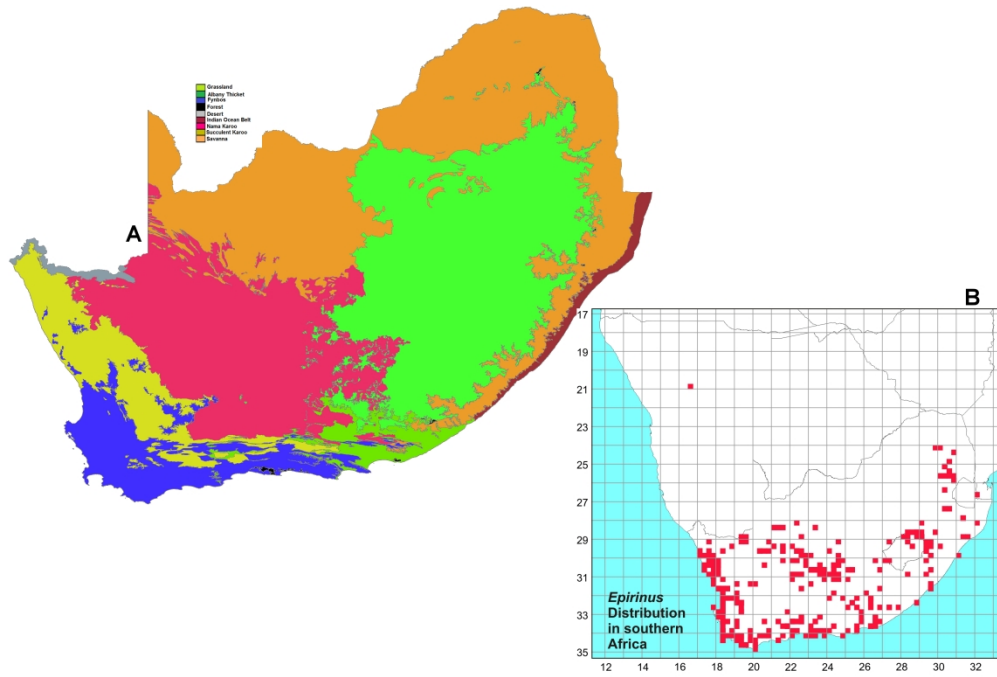 Grassland
Albany Thicket
Fynbos
Forest
Desert
Indian Ocean Belt
Nama Karoo
Succulent Karoo
Savanna
A
B
17
19
21
23
25
27
29
31
33
35
Epirinus
Distribution
in southern
Africa
12 14 16 18 20 22 24 26 28 30 32